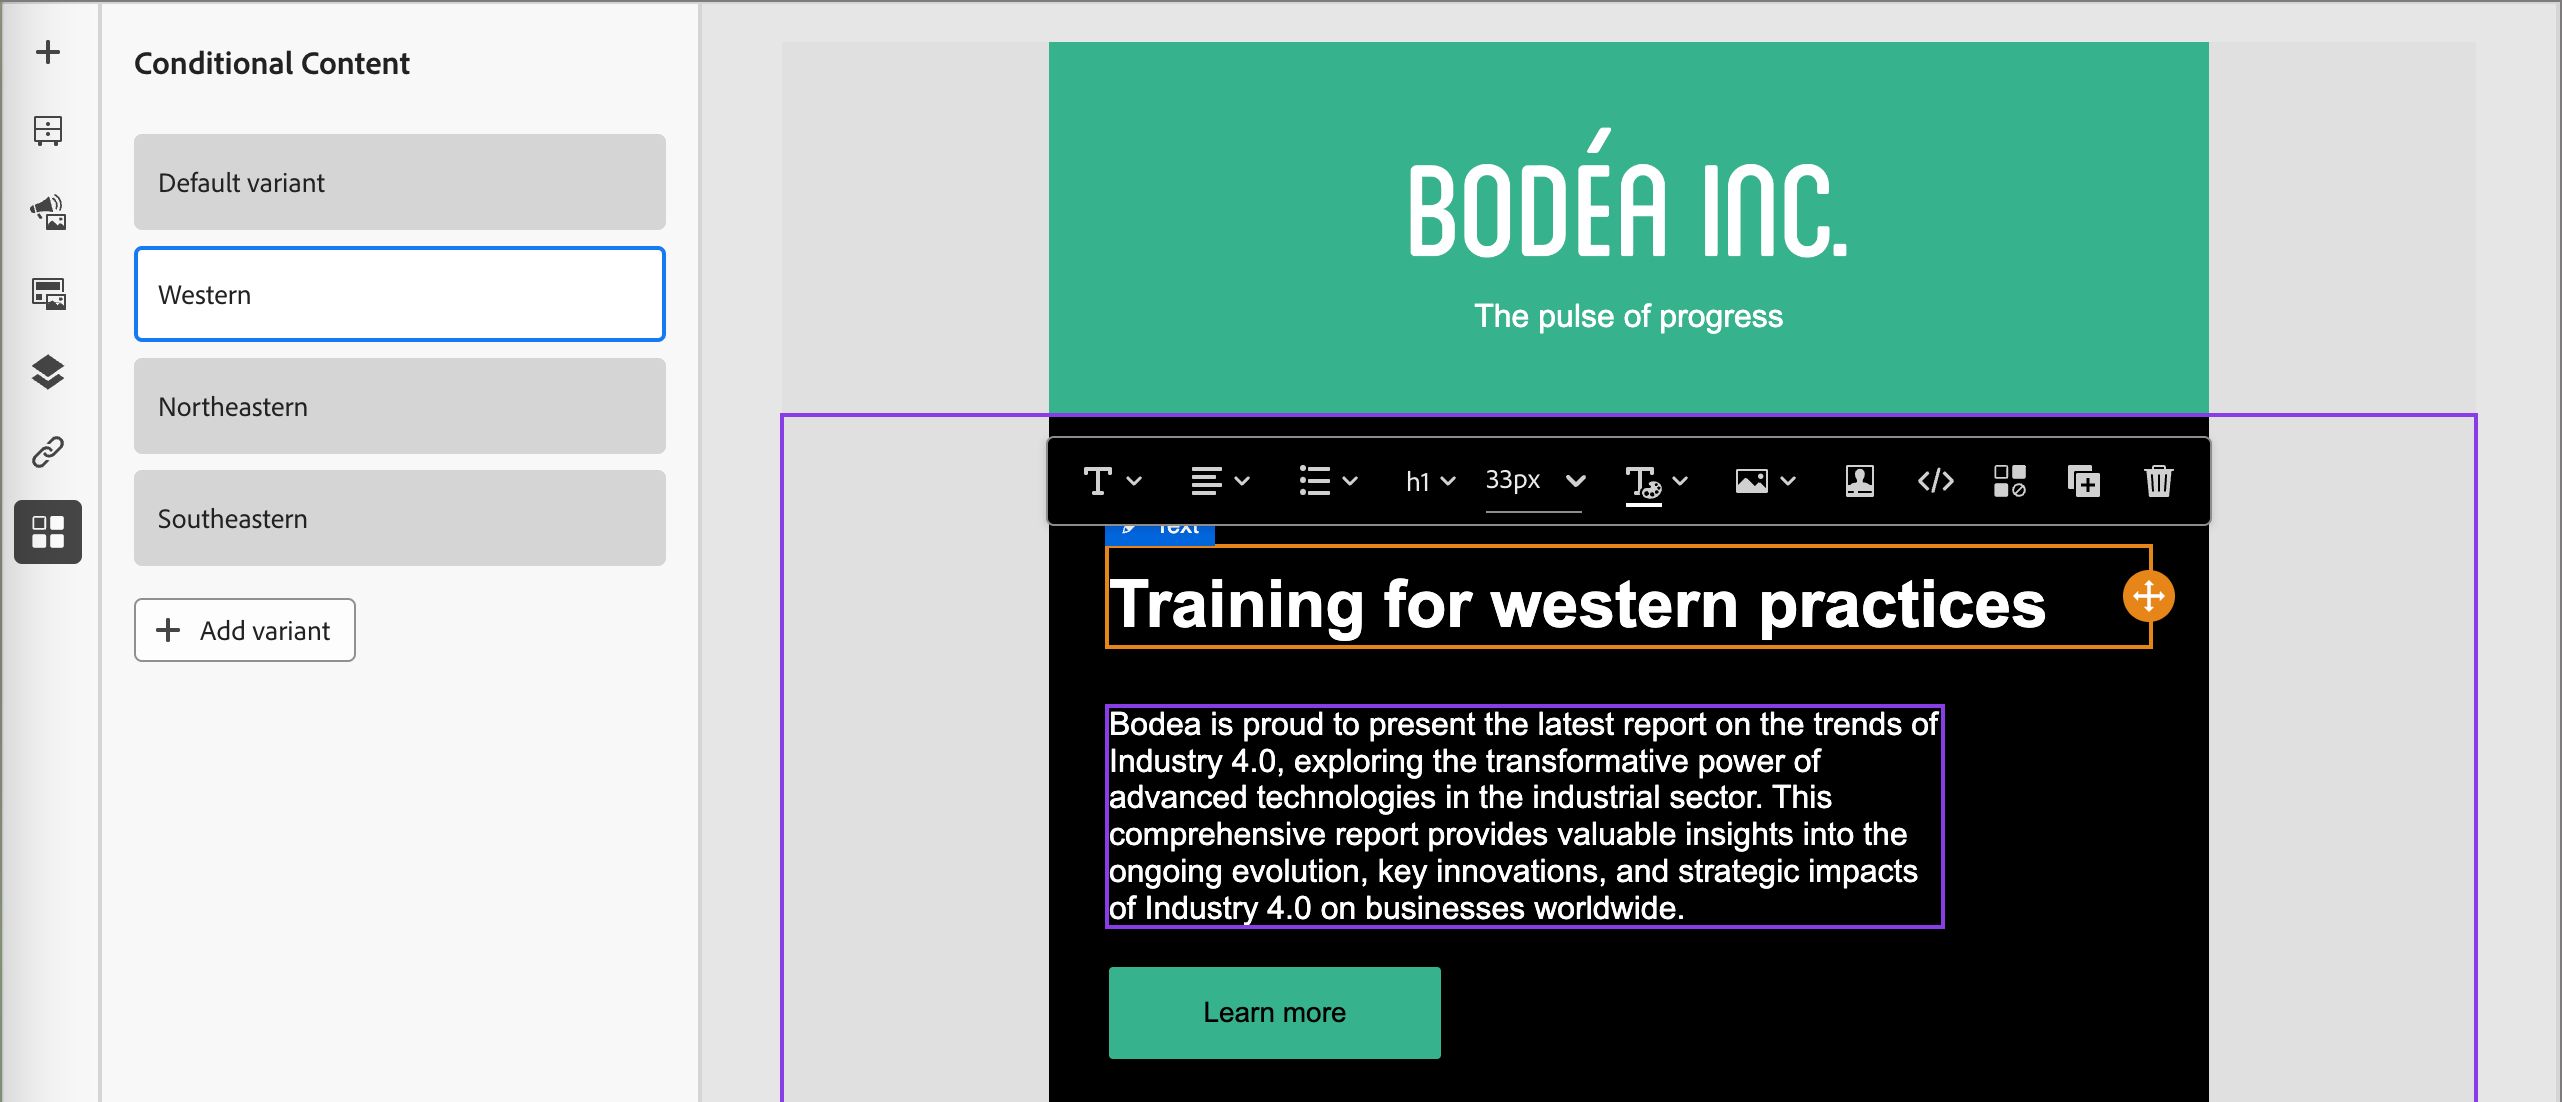 Conditional Content
Default variant
Western
Northeastern
Southeastern
Add variant
BODÉA INC.
The pulse of progress
h1
33px
Text
Training for western practices
Bodea is proud to present the latest report on the trends of
Industry 4.0, exploring the transformative power of
advanced technologies in the industrial sector. This
comprehensive report provides valuable insights into the
ongoing evolution, key innovations, and strategic impacts
of Industry 4.0 on businesses worldwide.
Learn more